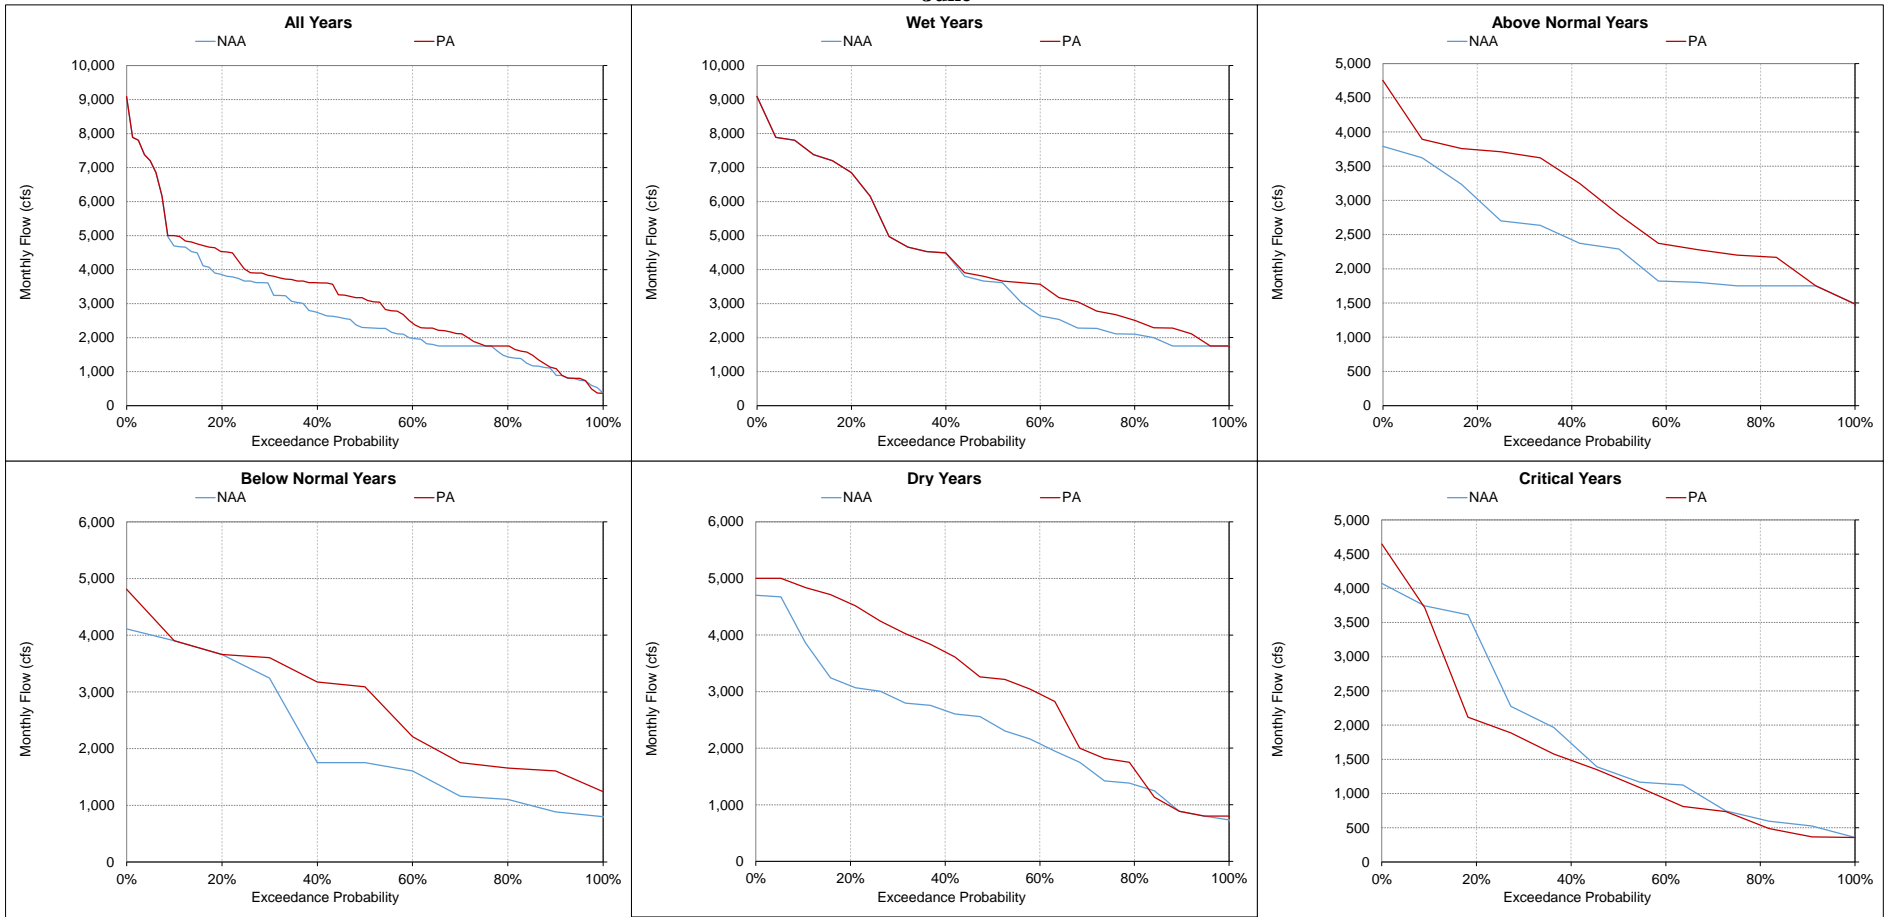 All Years
NAA PA
10,000
9,000
8,000
7,000
6,000
5,000
4,000
3,000
2,000
1,000
0
Monthly Flow (cfs)
0% 20% 40% 60% 80% 100%
Exceedance Probability
Wet Years
NAA PA
10,000
9,000
8,000
7,000
6,000
5,000
4,000
3,000
2,000
1,000
0
Monthly Flow (cfs)
0% 20% 40% 60% 80% 100%
Exceedance Probability
Above Normal Years
NAA PA
5,000
4,500
4,000
3,500
3,000
2,500
2,000
1,500
1,000
500
0
Monthly Flow (cfs)
0% 20% 40% 60% 80% 100%
Exceedance Probability
Below Normal Years
NAA PA
6,000
5,000
4,000
3,000
2,000
1,000
0
Monthly Flow (cfs)
0% 20% 40% 60% 80% 100%
Exceedance Probability
Dry Years
NAA PA
6,000
5,000
4,000
3,000
2,000
1,000
0
Monthly Flow (cfs)
0% 20% 40% 60% 80% 100%
Exceedance Probability
Critical Years
NAA PA
5,000
4,500
4,000
3,500
3,000
2,500
2,000
1,500
1,000
500
0
Monthly Flow (cfs)
0% 20% 40% 60% 80% 100%
Exceedance Probability